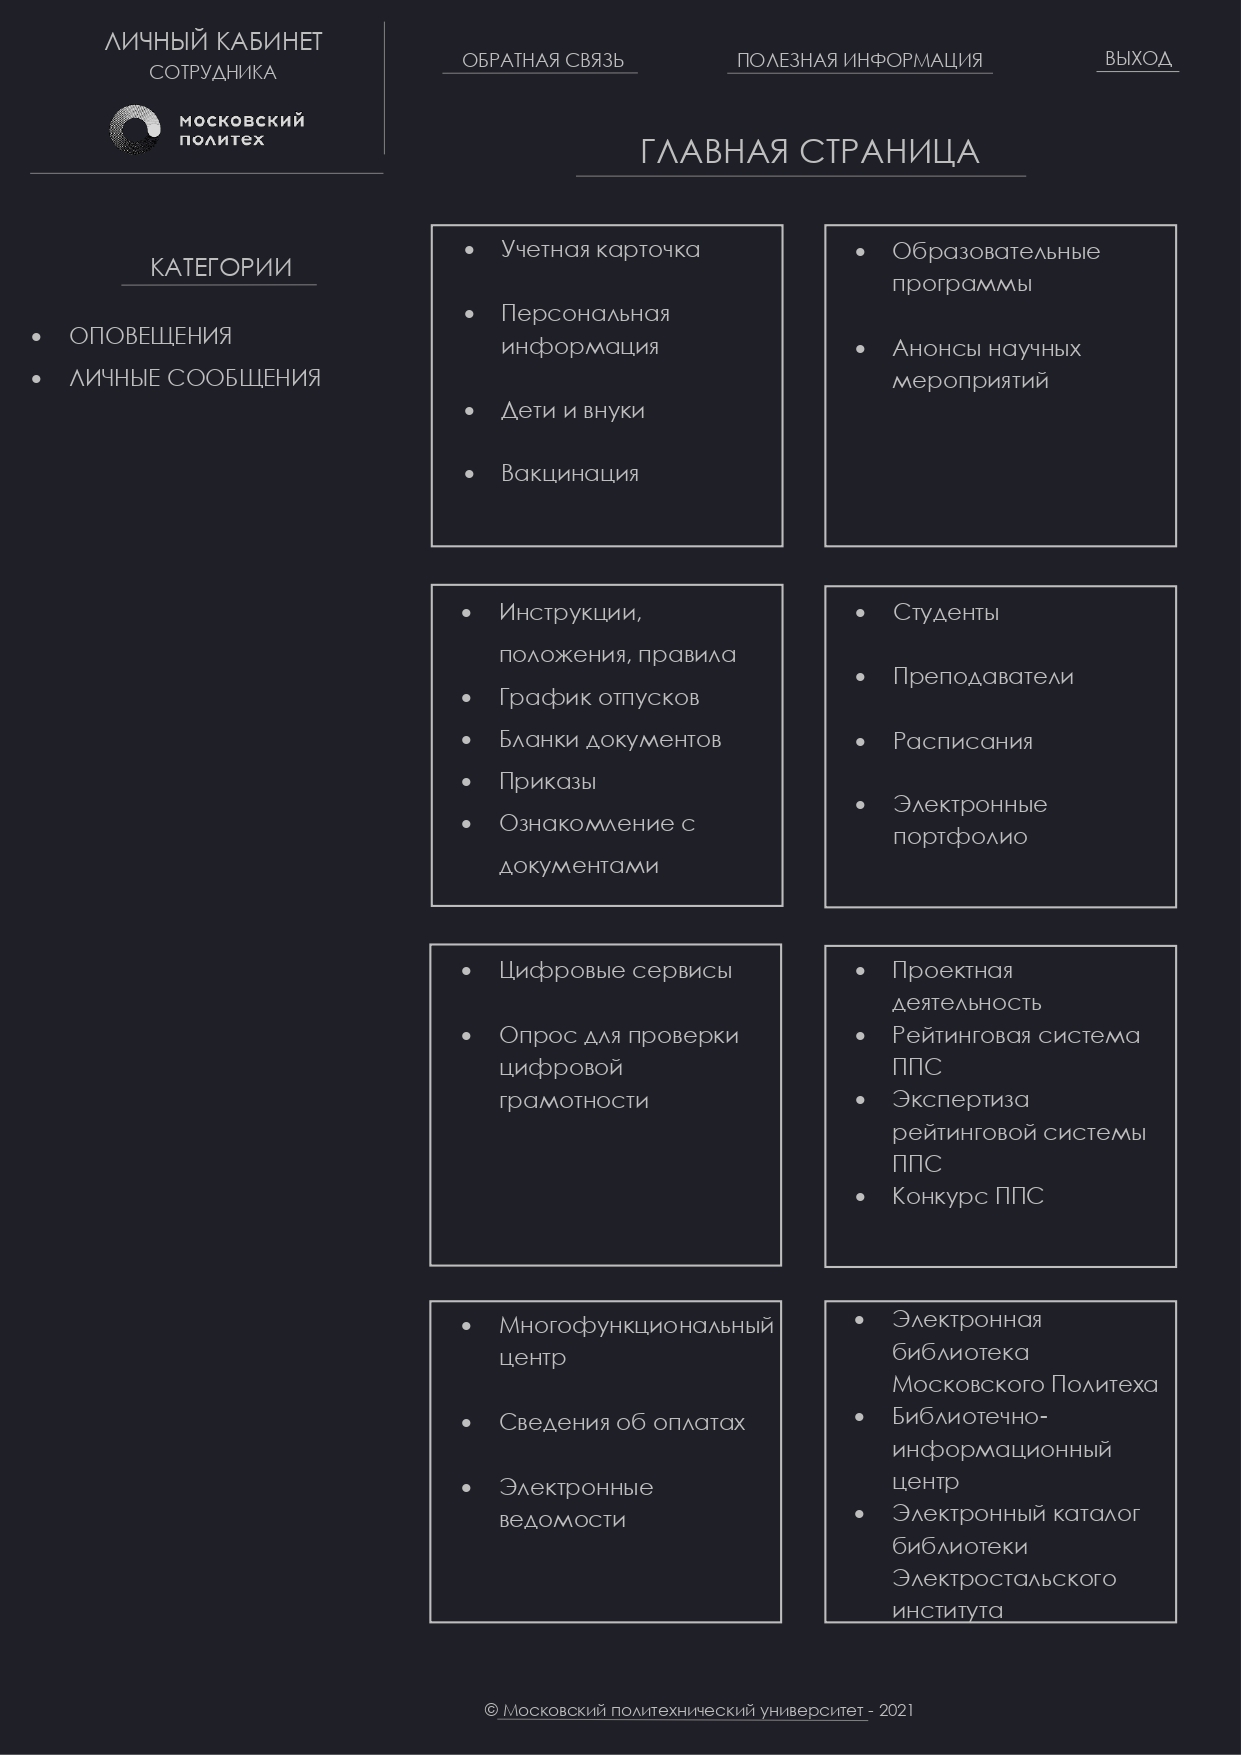 ЛИЧНЫЙ КАБИНЕТ
СОТРУДНИКА
МОСКОВСКИЙ
ПОЛИТЕХ
ОБРАТНАЯ СВЯЗЬ
ПОЛЕЗНАЯ ИНФОРМАЦИЯ
ВЫХОД
ГЛАВНАЯ СТРАНИЦА
КАТЕГОРИИ
• ОПОВЕЩЕНИЯ
• ЛИЧНЫЕ СООБЩЕНИЯ
• Учетная карточка
• Персональная
информация
• Дети и внуки
• Вакцинация
• Образовательные
программы
• Анонсы научных
мероприятий
• Инструкции,
положения, правила
• График отпусков
• Бланки документов
• Приказы
• Ознакомление с
документами
• Студенты
• Преподаватели
• Расписания
• Электронные
портфолио
• Цифровые сервисы
• Опрос для проверки
цифровой
грамотности
• Проектная
деятельность
• Рейтинговая система
ППС
• Экспертиза
рейтинговой системы
ППС
• Конкурс ППС
• Многофункциональный
центр
• Сведения об оплатах
• Электронные
ведомости
• Электронная
библиотека
Московского Политеха
• Библиотечно-
информационный
центр
• Электронный каталог
библиотеки
Электростальского
института
© Московский политехнический университет - 2021